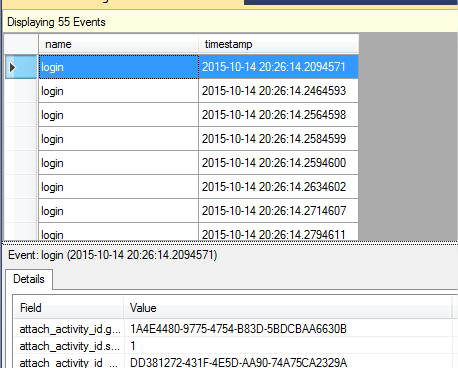 Displaying 55 Events
name timestamp
login 2015-10-14 20:26:14.2094571
login 2015-10-14 20:26:14.2464593
login 2015-10-14 20:26:14.2564598
login 2015-10-14 20:26:14.2584599
login 2015-10-14 20:26:14.2594600
login 2015-10-14 20:26:14.2634602
login 2015-10-14 20:26:14.2714607
login 2015-10-14 20:26:14.2794611
Event: login (2015-10-14 20:26:14.2094571)
Details
Field Value
attach_activity_id.g... 1A4E4480-9775-4754-B83D-5BDCBAA6630B
attach_activity_id.s... 1
attach_activity_id_... DD381272-431F-4E5D-AA90-74A75CA2329A